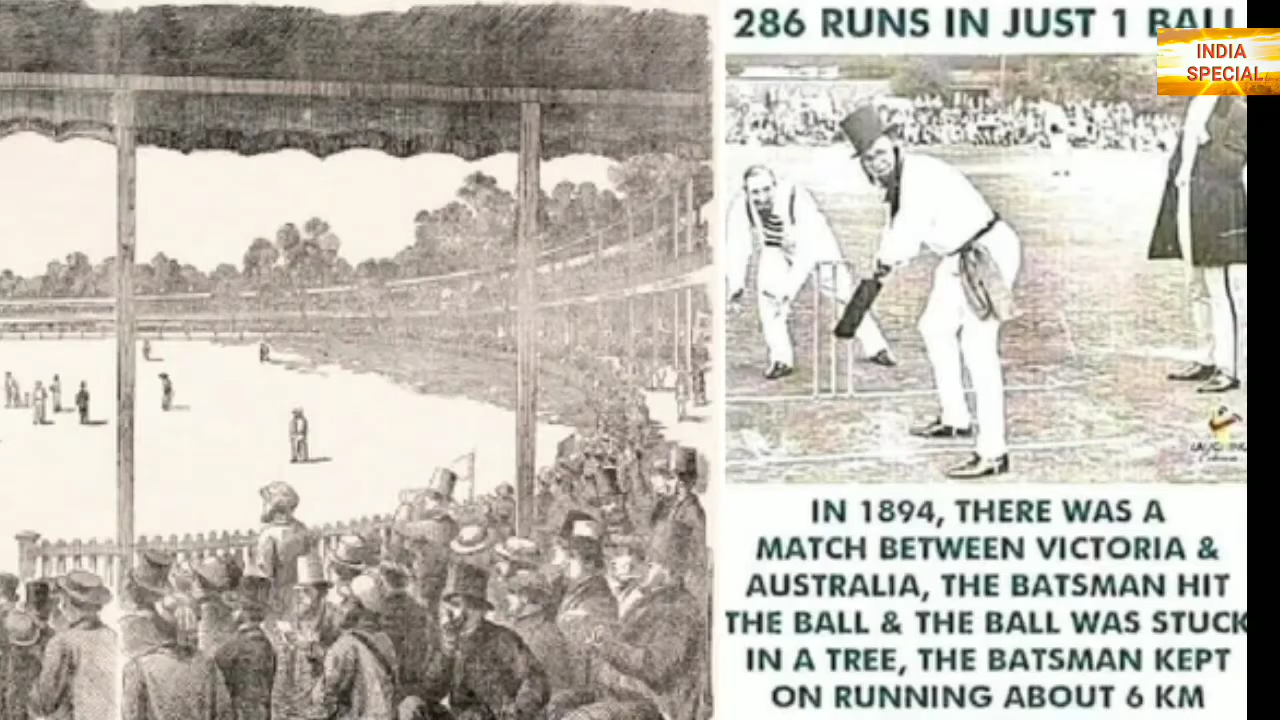 286 RUNS IN JUST 1 BALL
INDIA
SPECIAL
IN 1894, THERE WAS A
MATCH BETWEEN VICTORIA &
AUSTRALIA, THE BATSMAN HIT
THE BALL & THE BALL WAS STUCK
IN A TREE, THE BATSMAN KEPT
ON RUNNING ABOUT 6 KM